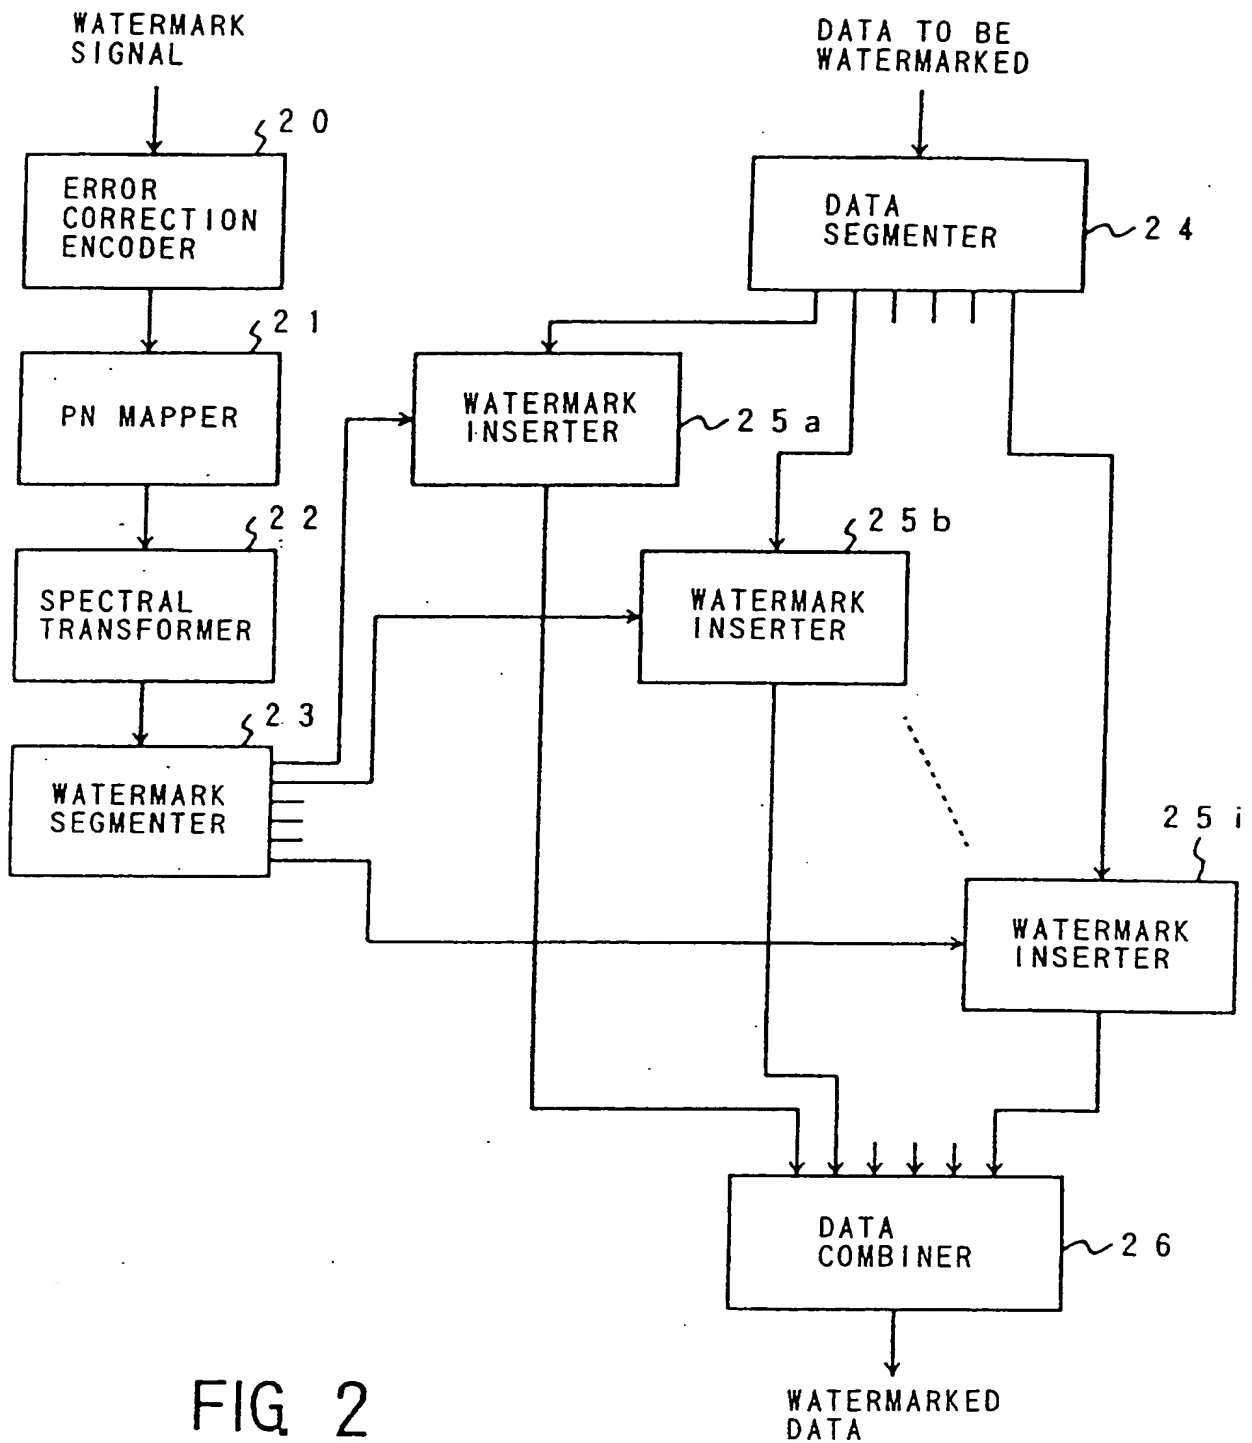 WATERMARK
SIGNAL
DATA TO BE
WATERMARKED
20
ERROR
CORRECTION
ENCODER
DATA
SEGMENTER
24
21
PN MAPPER
WATERMARK
INSERTER
25a
22
SPECTRAL
TRANSFORMER
25b
WATERMARK
INSERTER
23
WATERMARK
SEGMENTER
25i
WATERMARK
INSERTER
DATA
COMBINER
26
WATERMARKED
DATA
FIG. 2